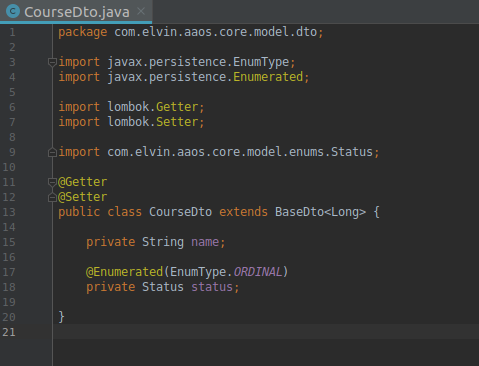 CourseDto.java
1 package com.elvin.aaos.core.model.dto;
2
3 import javax.persistence.EnumType;
4 import javax.persistence.Enumerated;
5
6 import lombok.Getter;
7 import lombok.Setter;
8
9 import com.elvin.aaos.core.model.enums.Status;
10
11 @Getter
12 @Setter
13 public class CourseDto extends BaseDto<Long> {
14
15     private String name;
16
17     @Enumerated(EnumType.ORDINAL)
18     private Status status;
19
20 }
21